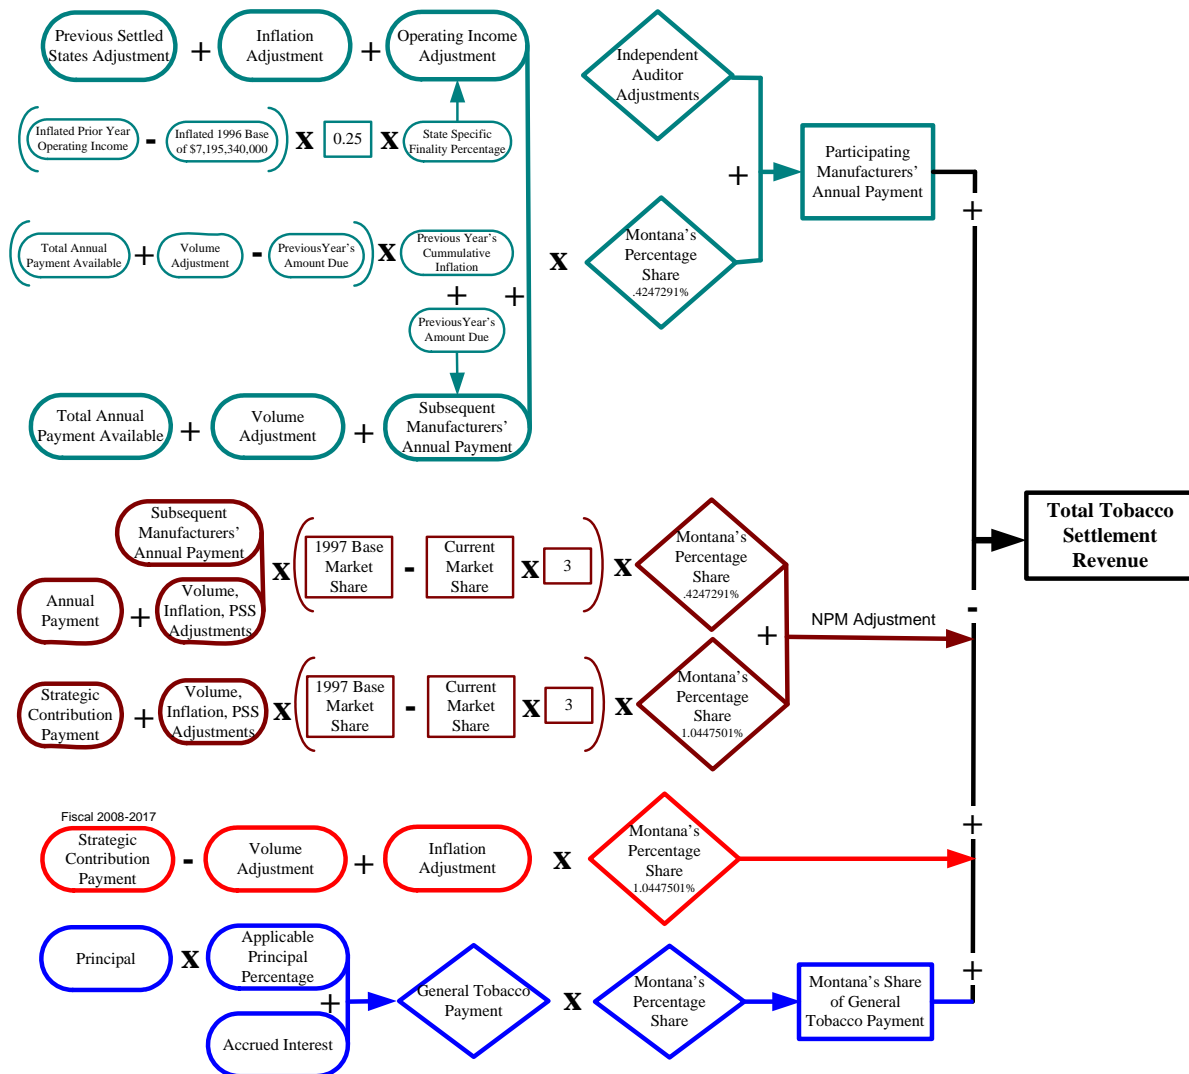 Previous Settled
States Adjustment
+
Inflation
Adjustment
+
Operating Income
Adjustment
Independent
Auditor
Adjustments
Inflated Prior Year
Operating Income
-
Inflated 1996 Base
of $7,195,340,000
x
0.25
x
State Specific
Finality Percentage
+
Participating
Manufacturers'
Annual Payment
+
Total Annual
Payment Available
+
Volume
Adjustment
-
PreviousYear's
Amount Due
x
Previous Year's
Cummulative
Inflation
+
+
PreviousYear's
Amount Due
x
Montana's
Percentage
Share
.4247291%
Total Annual
Payment Available
+
Volume
Adjustment
+
Subsequent
Manufacturers'
Annual Payment
Subsequent
Manufacturers'
Annual Payment
Annual
Payment
+
Volume,
Inflation, PSS
Adjustments
x
1997 Base
Market
Share
-
Current
Market
Share
x
3
x
Montana's
Percentage
Share
.4247291%
+
NPM Adjustment
-
Total Tobacco
Settlement
Revenue
Strategic
Contribution
Payment
+
Volume,
Inflation, PSS
Adjustments
x
1997 Base
Market
Share
-
Current
Market
Share
x
3
x
Montana's
Percentage
Share
1.0447501%
Fiscal 2008-2017
Strategic
Contribution
Payment
-
Volume
Adjustment
+
Inflation
Adjustment
x
Montana's
Percentage
Share
1.0447501%
+
Principal
x
Applicable
Principal
Percentage
+
Accrued Interest
General Tobacco
Payment
x
Montana's
Percentage
Share
Montana's Share
of General
Tobacco Payment
+